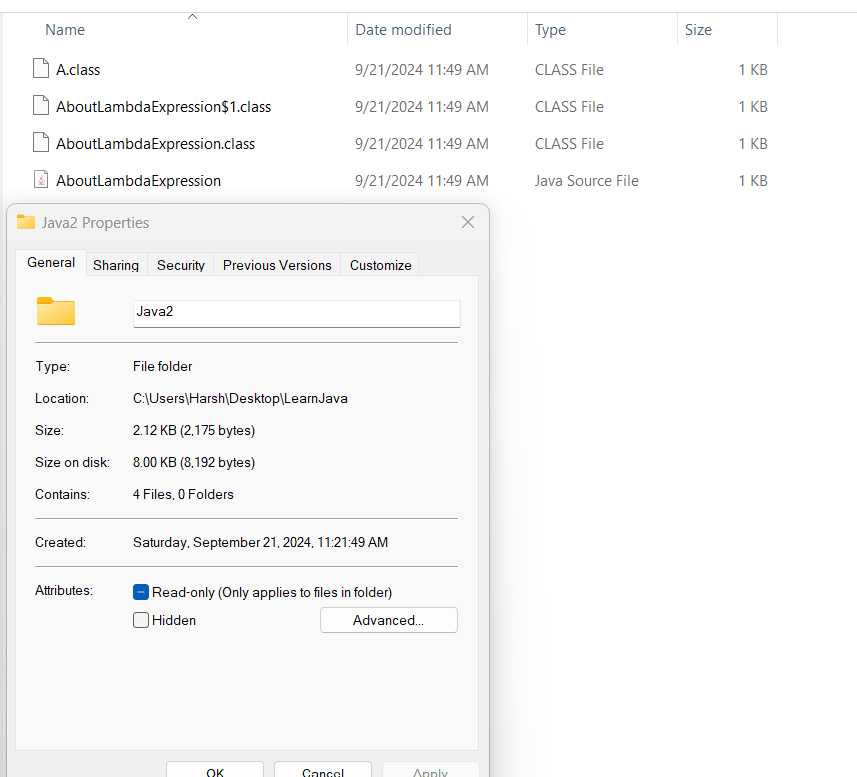 Name Date modified Type Size
A.class 9/21/2024 11:49 AM CLASS File 1 KB
AboutLambdaExpression$1.class 9/21/2024 11:49 AM CLASS File 1 KB
AboutLambdaExpression.class 9/21/2024 11:49 AM CLASS File 1 KB
AboutLambdaExpression 9/21/2024 11:49 AM Java Source File 1 KB
Java2 Properties
General Sharing Security Previous Versions Customize
Java2
Type: File folder
Location: C:\Users\Harsh\Desktop\LearnJava
Size: 2.12 KB (2,175 bytes)
Size on disk: 8.00 KB (8,192 bytes)
Contains: 4 Files, 0 Folders
Created: Saturday, September 21, 2024, 11:21:49 AM
Attributes: Read-only (Only applies to files in folder)
Hidden Advanced...
OK Cancel Apply